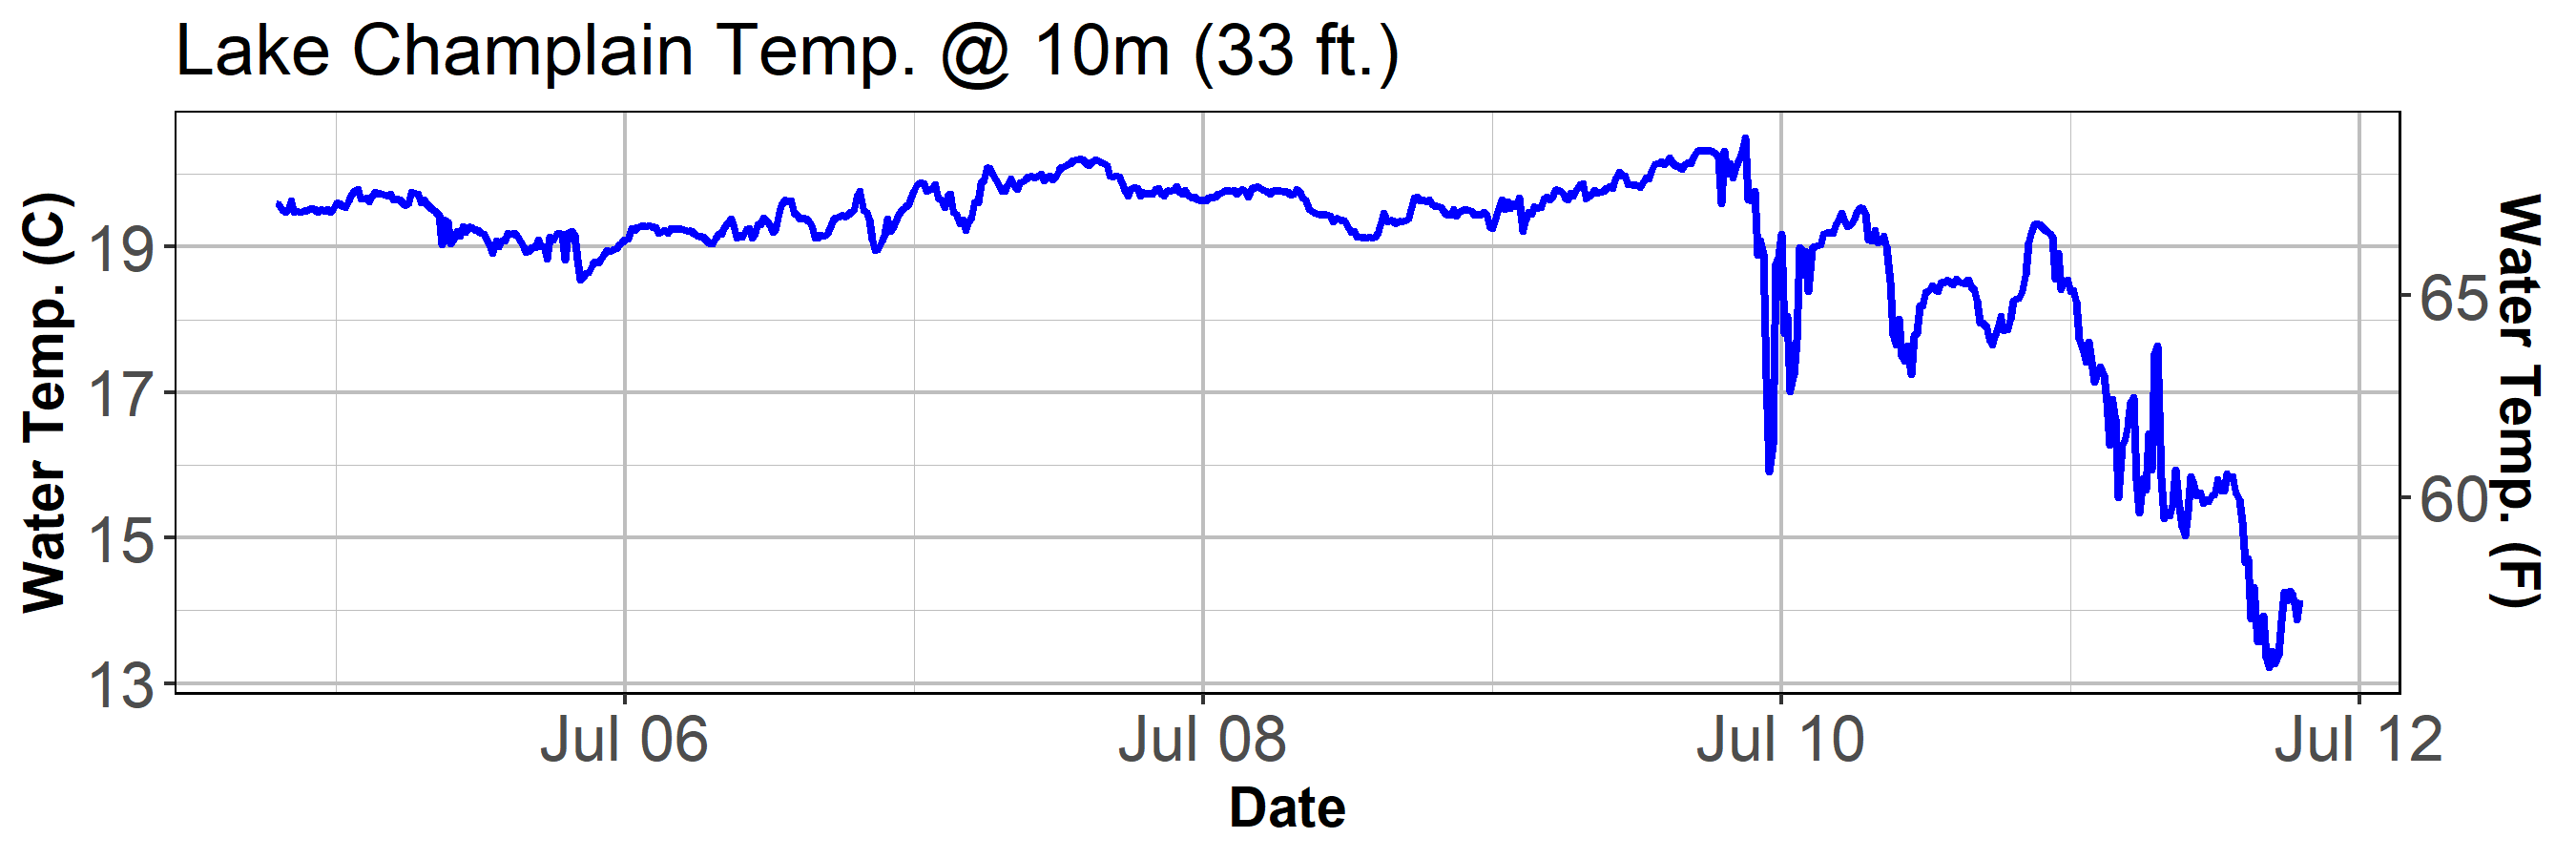 Lake Champlain Temp. @ 10m (33 ft.)
Water Temp. (C)
19
17
15
13
65
60
Water Temp. (F)
Jul 06
Jul 08
Jul 10
Jul 12
Date